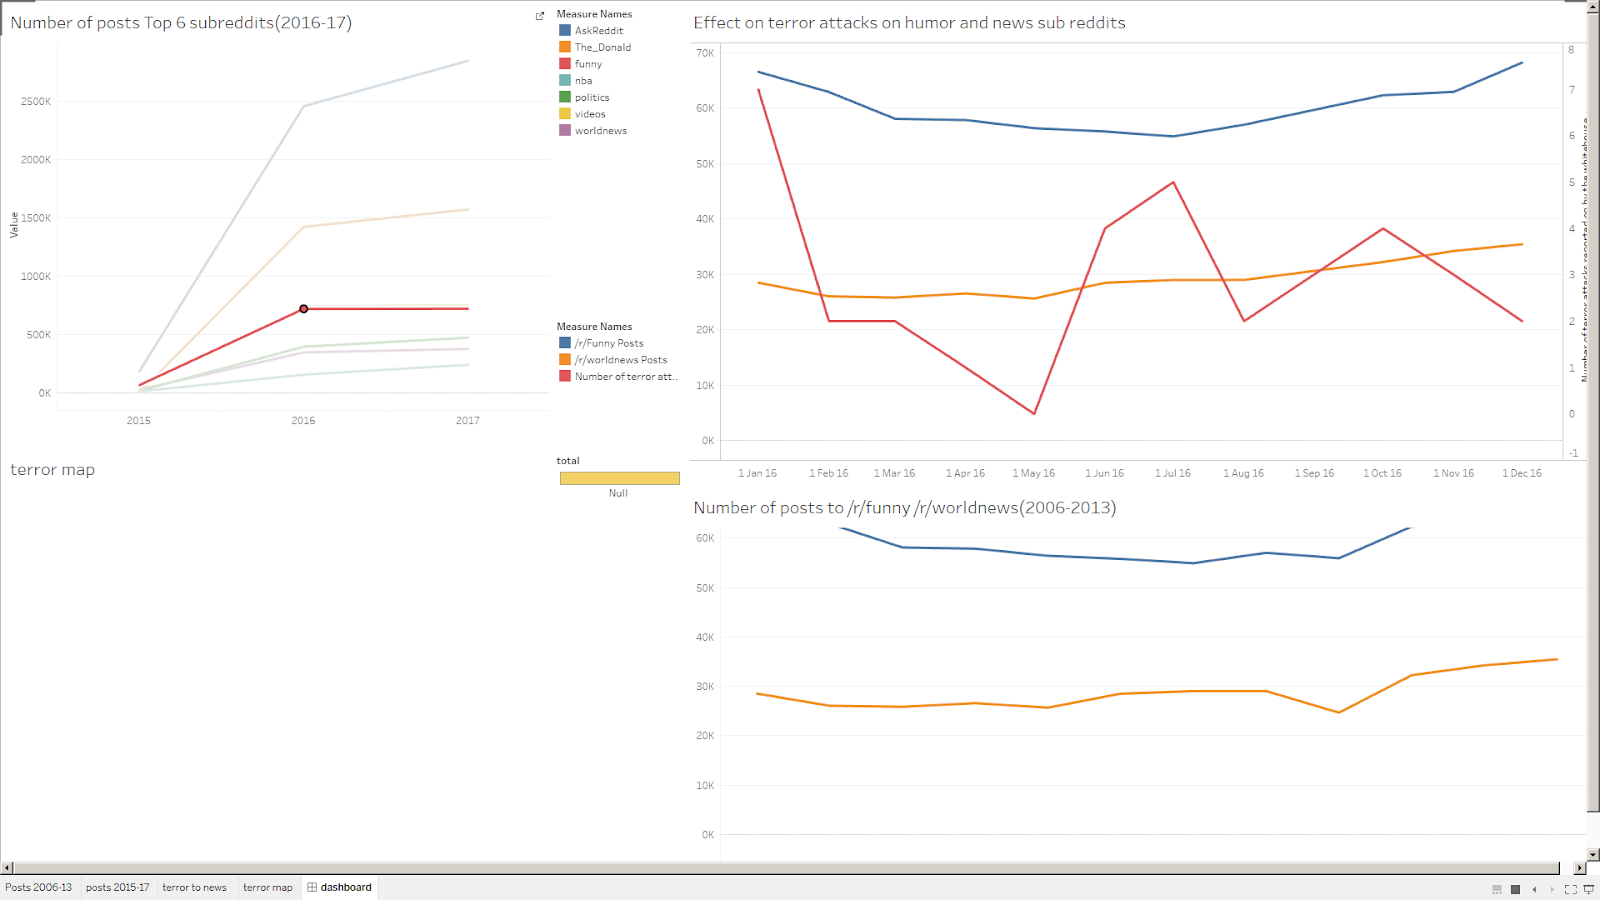 Number of posts Top 6 subreddits(2016-17)
Value
2500K
2000K
1500K
1000K
500K
0K
2015
2016
2017
Measure Names
AskReddit
The_Donald
funny
nba
politics
videos
worldnews
Measure Names
/r/Funny Posts
/r/worldnews Posts
Number of terror att..
total
Null
terror map
Effect on terror attacks on humor and news sub reddits
70K
60K
50K
40K
30K
20K
10K
0K
8
7
6
5
4
3
2
1
0
-1
Number of terror attacks reported on by the whitehouse
1 Jan 16
1 Feb 16
1 Mar 16
1 Apr 16
1 May 16
1 Jun 16
1 Jul 16
1 Aug 16
1 Sep 16
1 Oct 16
1 Nov 16
1 Dec 16
Number of posts to /r/funny /r/worldnews(2006-2013)
60K
50K
40K
30K
20K
10K
0K
Posts 2006-13
posts 2015-17
terror to news
terror map
dashboard